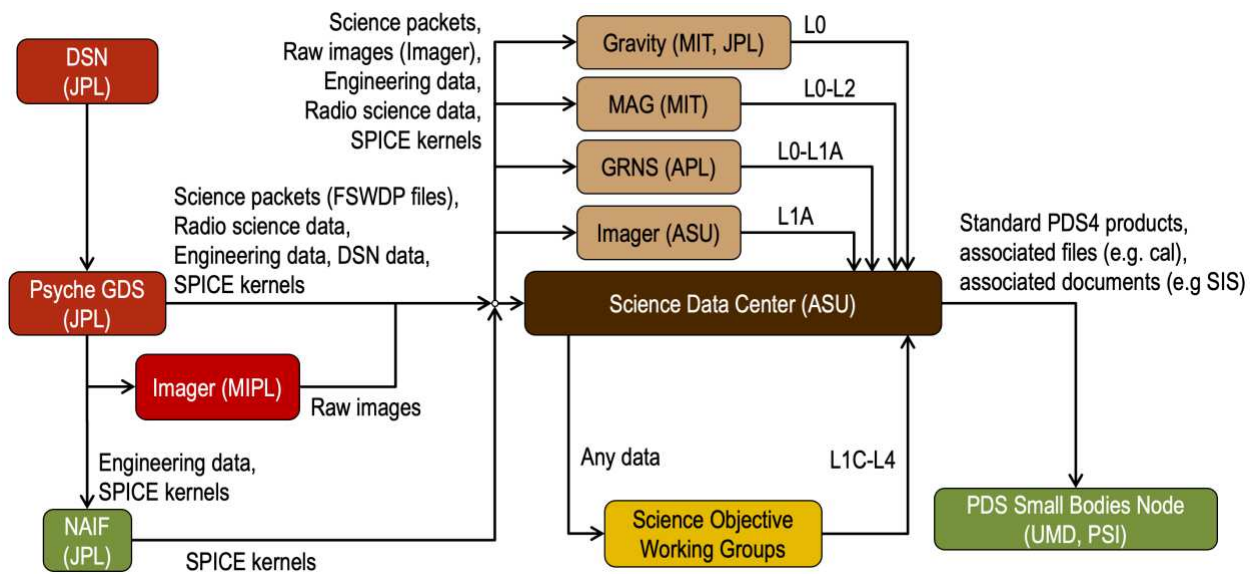 DSN
(JPL)
Science packets,
Raw images (Imager),
Engineering data,
Radio science data,
SPICE kernels
Gravity (MIT, JPL)
L0
MAG (MIT)
L0-L2
GRNS (APL)
L0-L1A
Imager (ASU)
L1A
Science packets (FSWDP files),
Radio science data,
Engineering data, DSN data,
SPICE kernels
Psyche GDS
(JPL)
Science Data Center (ASU)
Standard PDS4 products,
associated files (e.g. cal),
associated documents (e.g SIS)
Imager (MIPL)
Raw images
Engineering data,
SPICE kernels
NAIF
(JPL)
SPICE kernels
Any data
L1C-L4
Science Objective
Working Groups
PDS Small Bodies Node
(UMD, PSI)